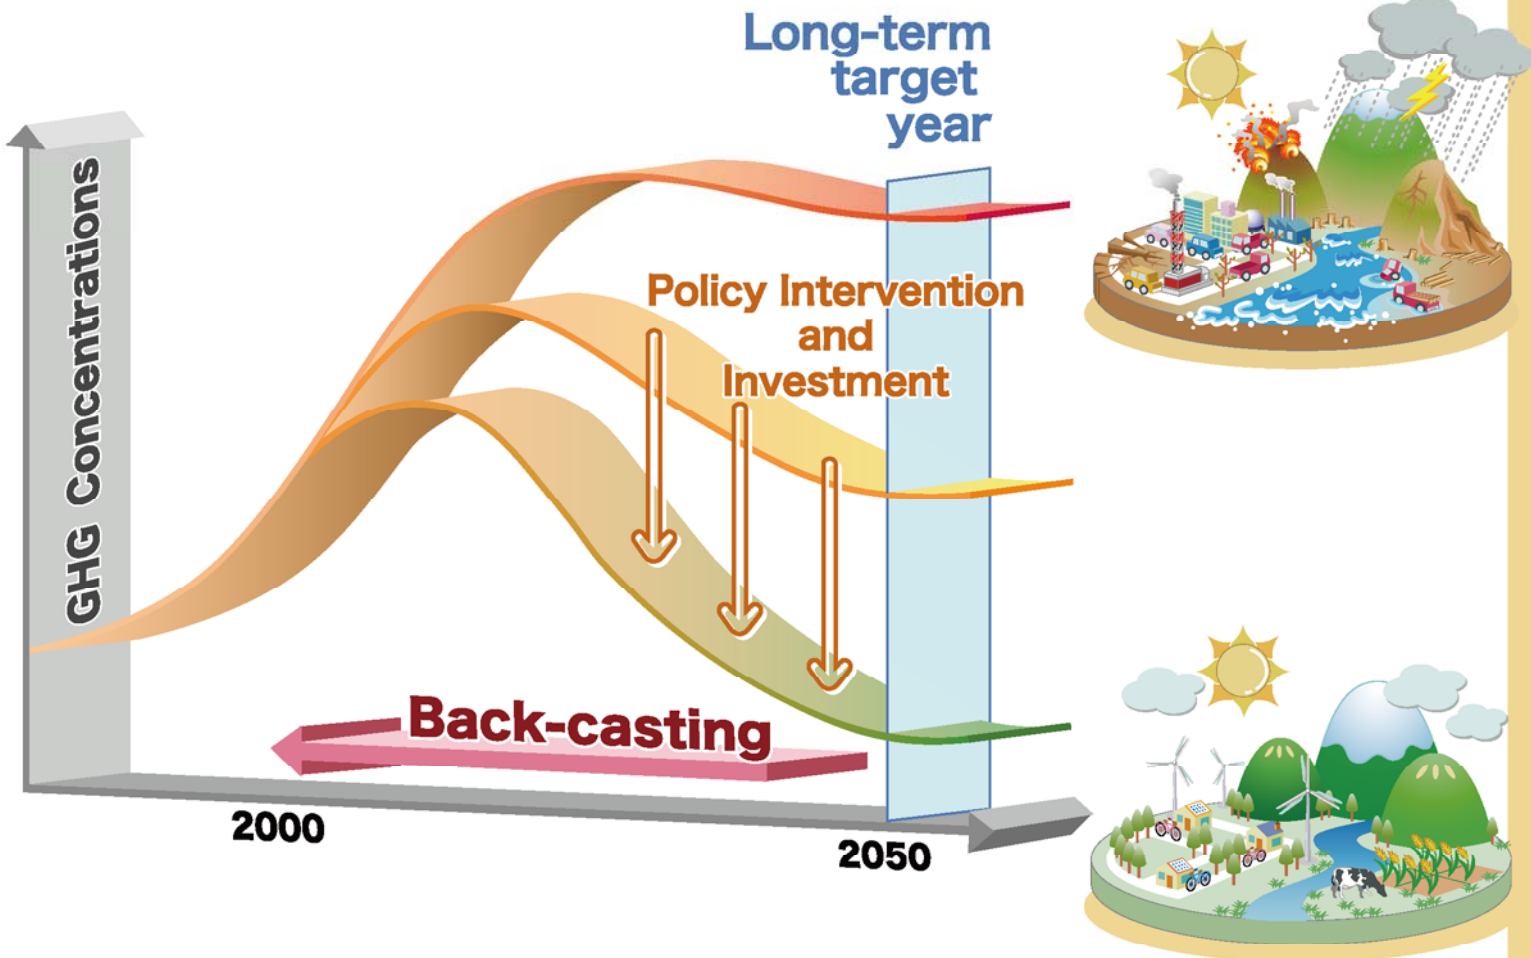 Long-term
target
year
GHG Concentrations
Policy Intervention
and
Investment
Back-casting
2000
2050